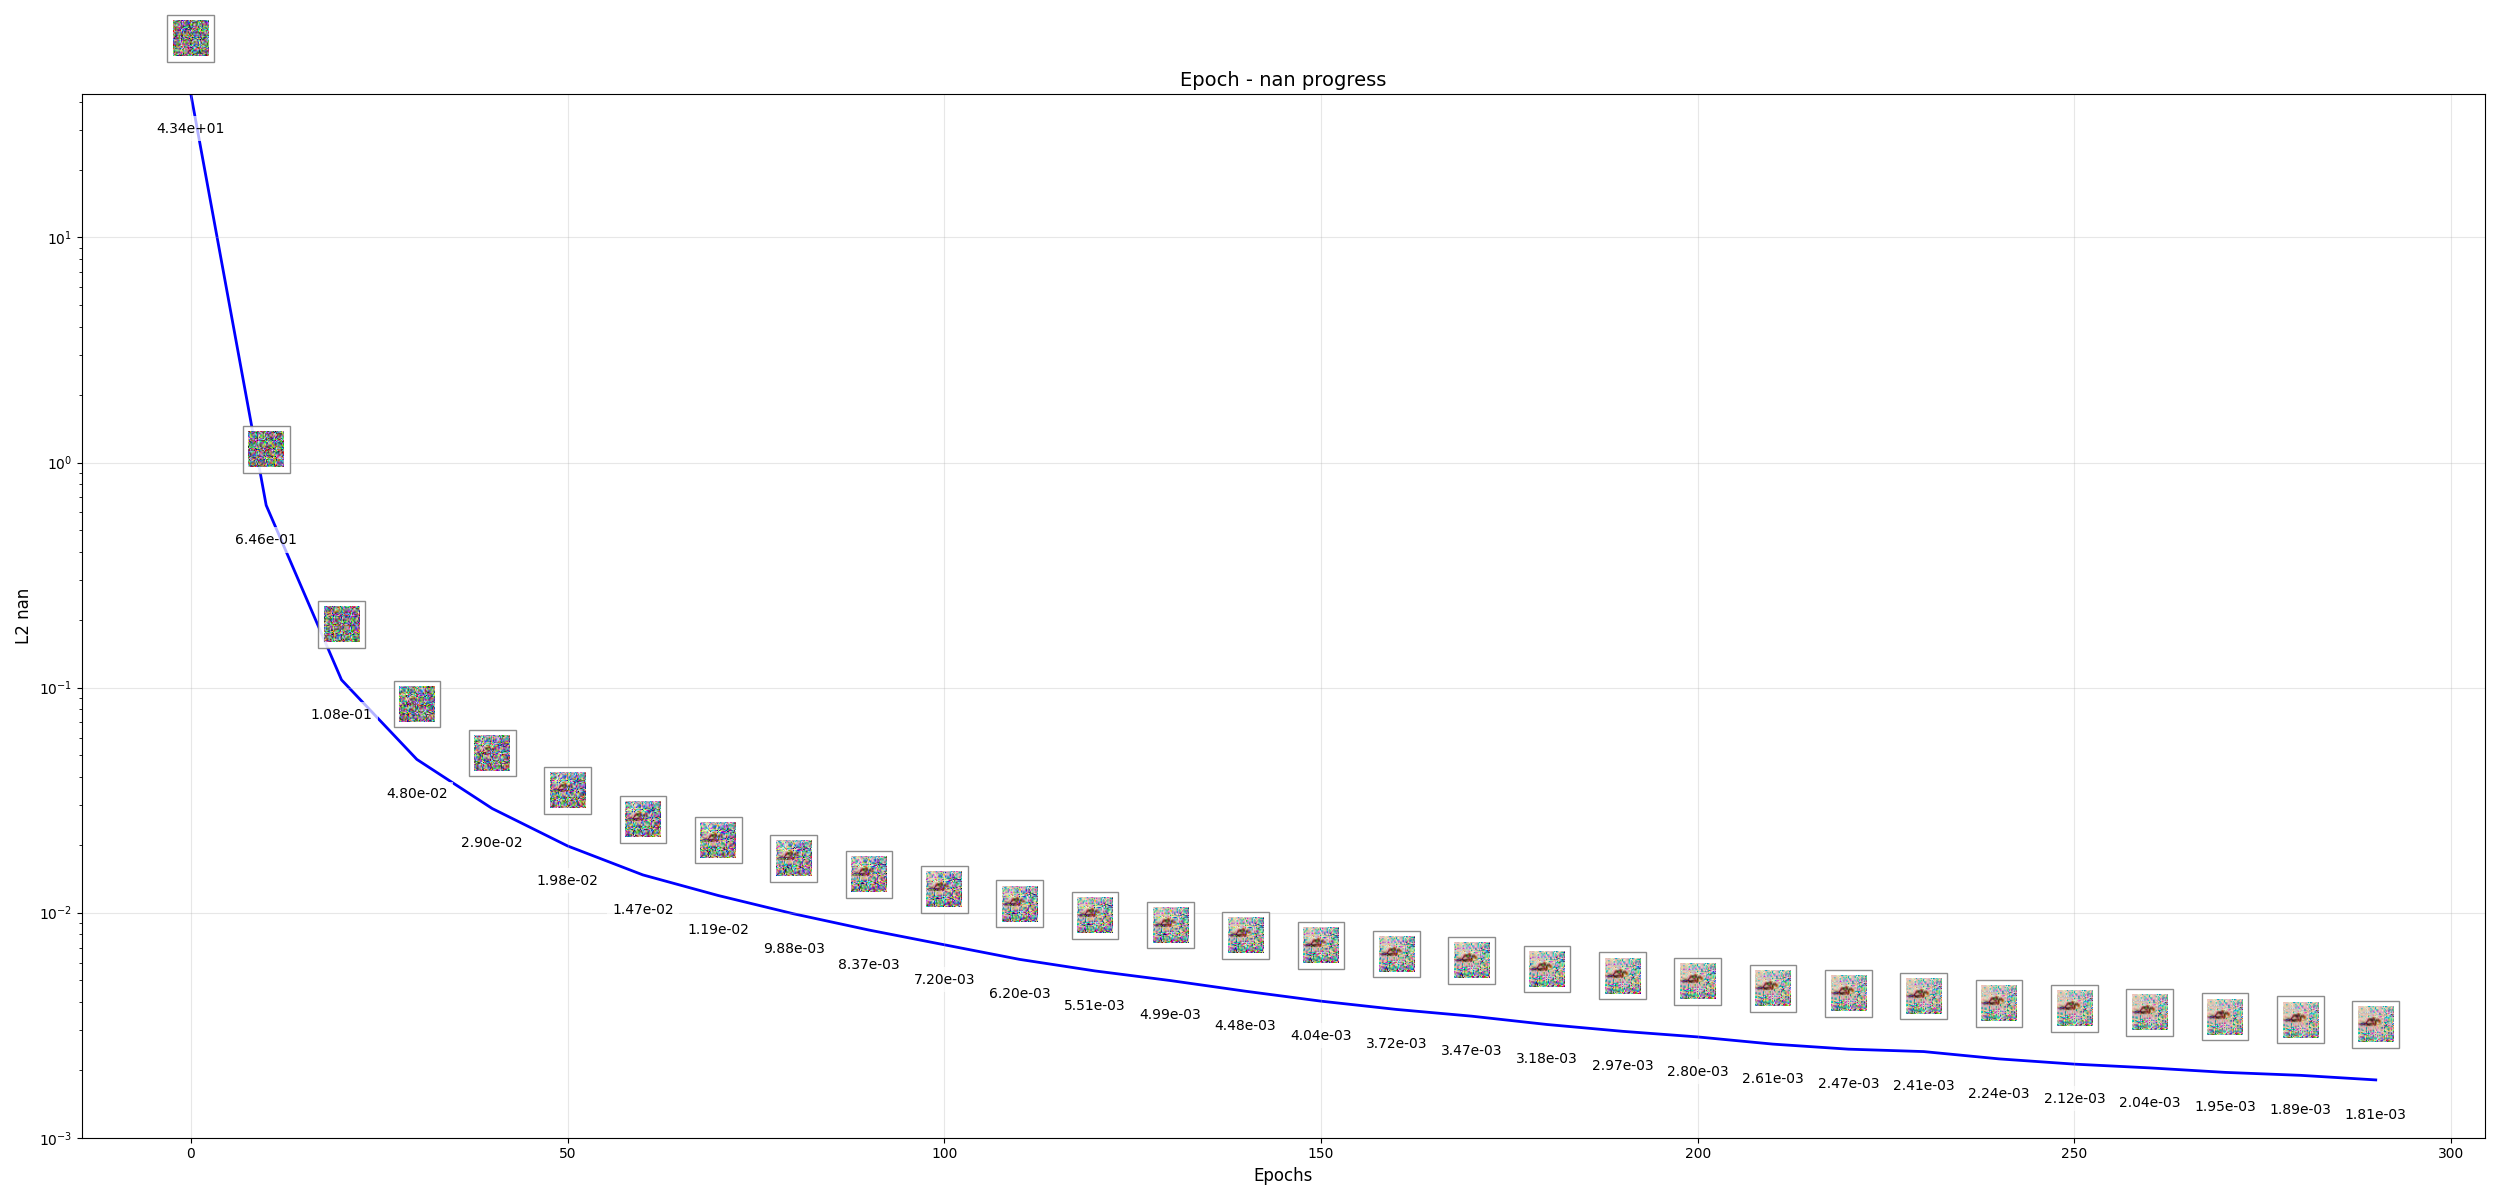 Epoch - nan progress
L2 nan
10¹
10⁰
10⁻¹
10⁻²
10⁻³
4.34e+01
6.46e-01
1.08e-01
4.80e-02
2.90e-02
1.98e-02
1.47e-02
1.19e-02
9.88e-03
8.37e-03
7.20e-03
6.20e-03
5.51e-03
4.99e-03
4.48e-03
4.04e-03
3.72e-03
3.47e-03
3.18e-03
2.97e-03
2.80e-03
2.61e-03
2.47e-03
2.41e-03
2.24e-03
2.12e-03
2.04e-03
1.95e-03
1.89e-03
1.81e-03
0 50 100 150 200 250 300
Epochs